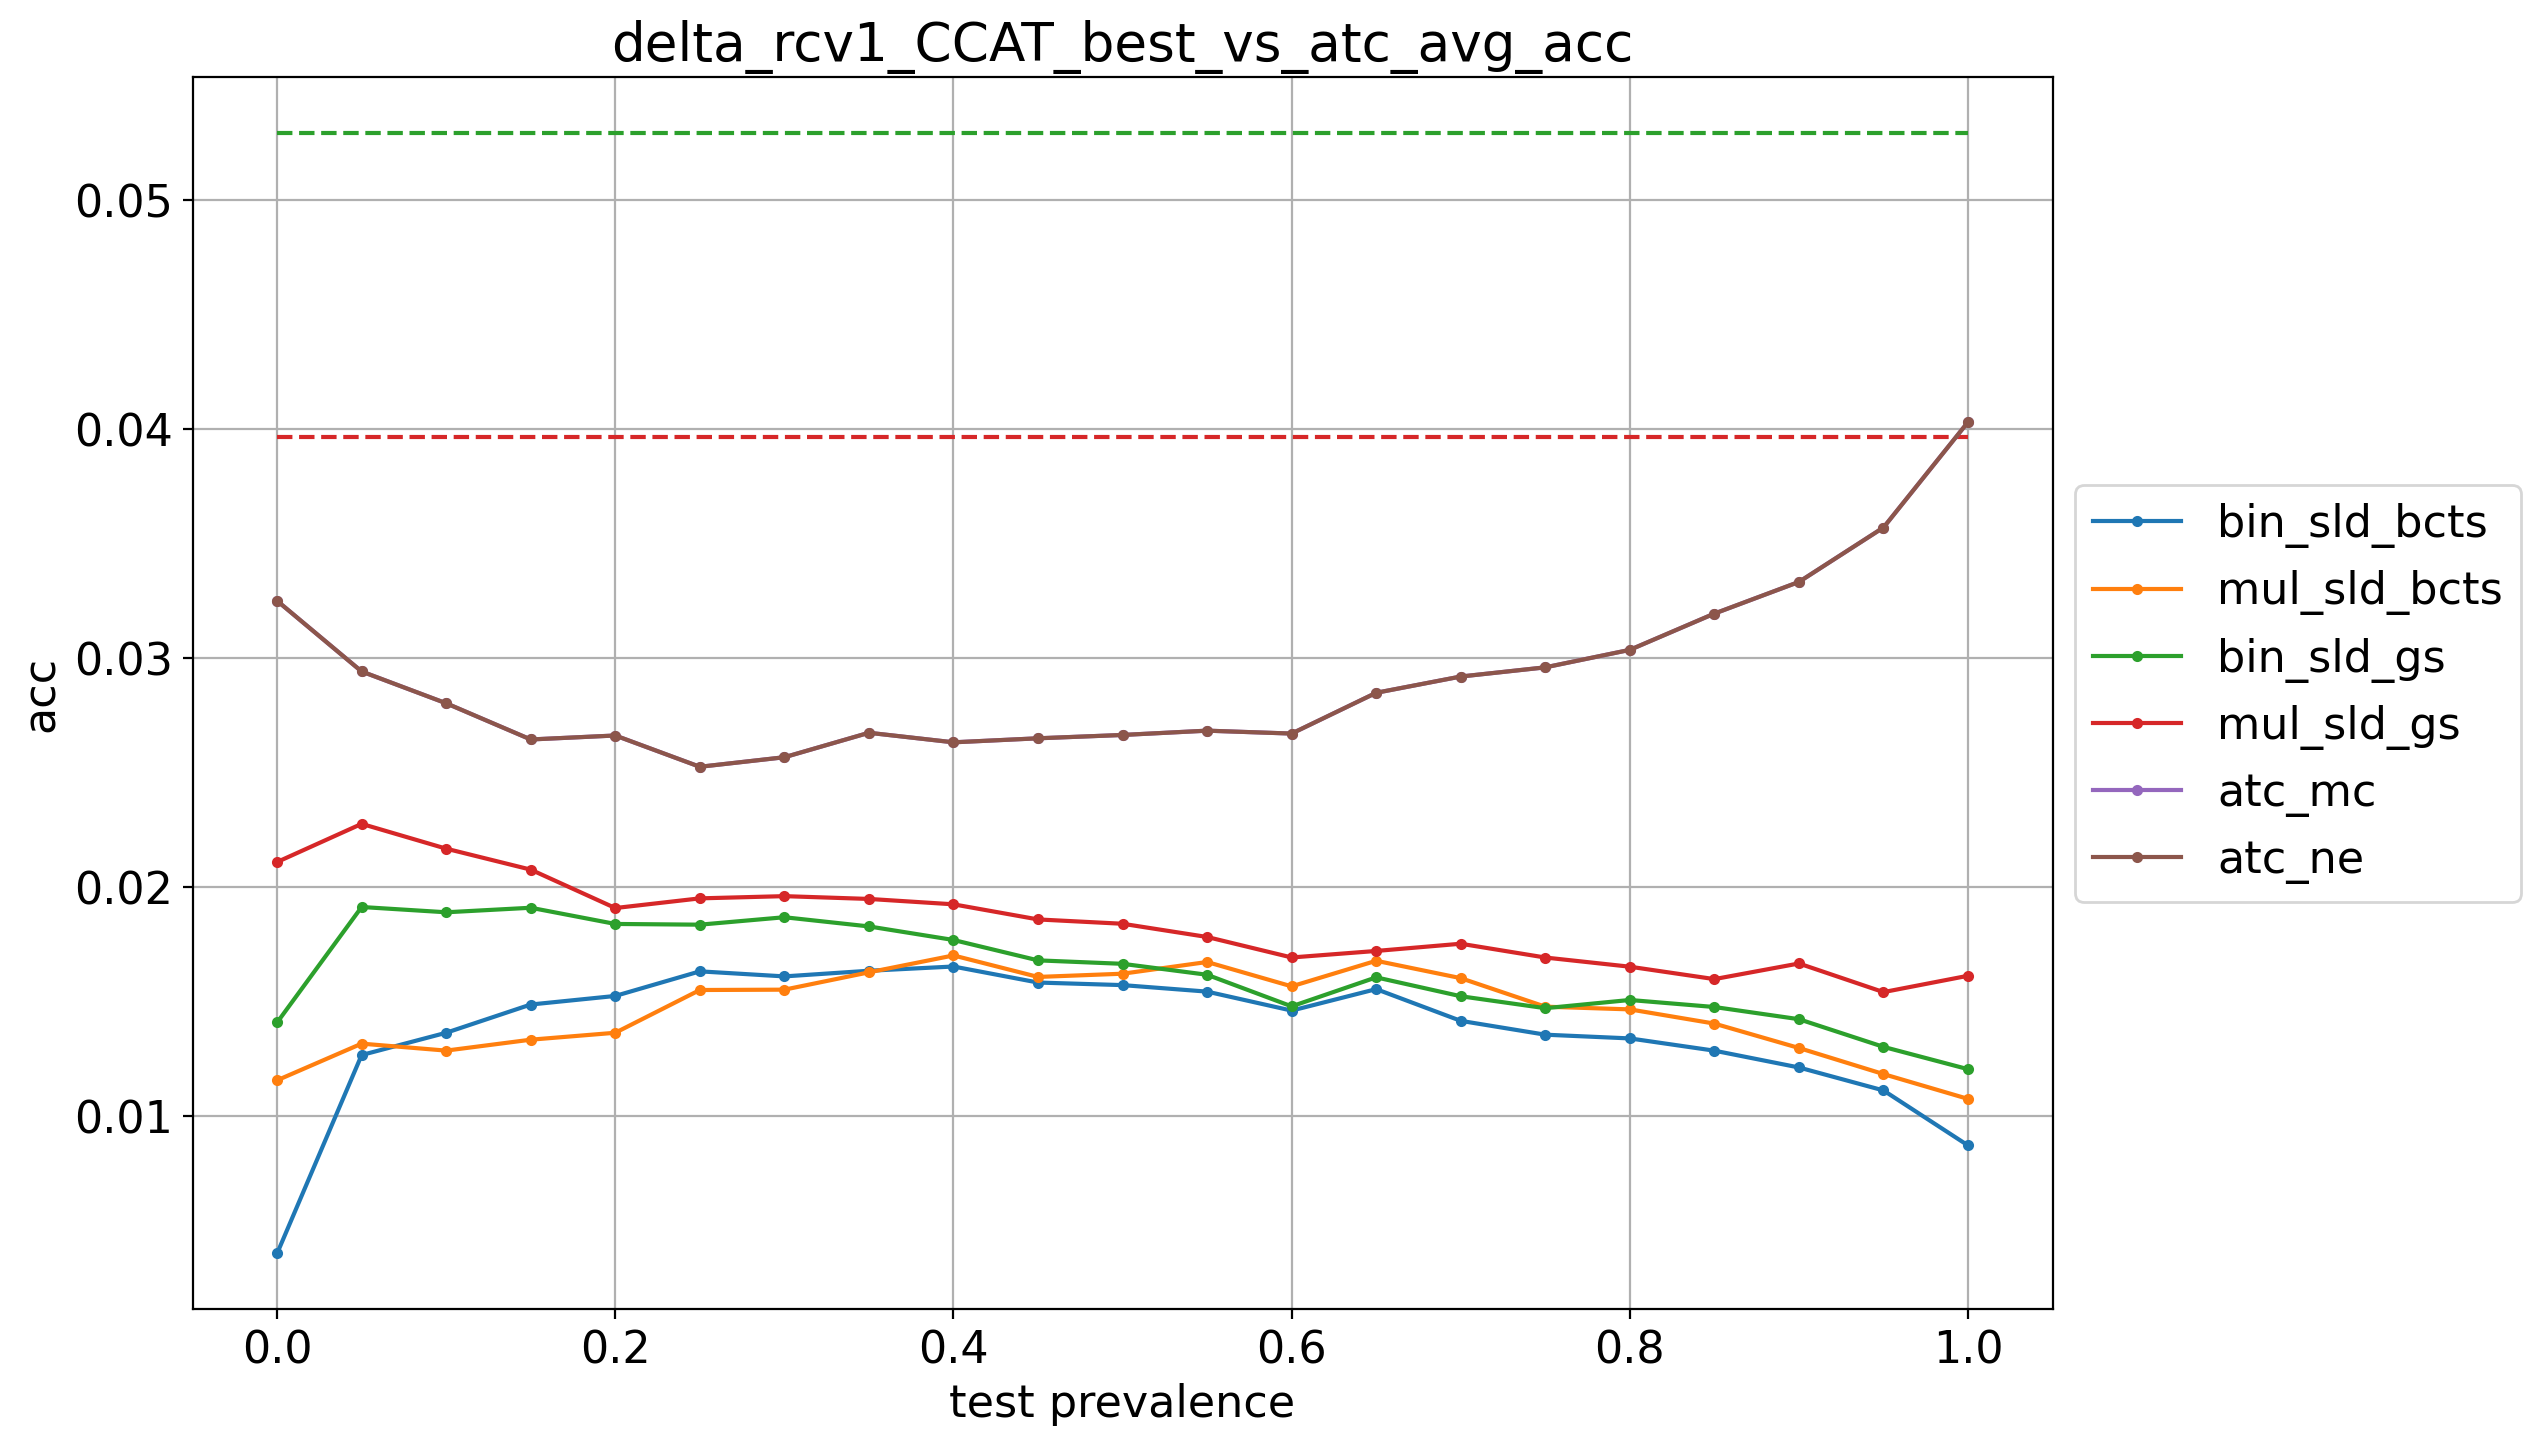 delta_rcv1_CCAT_best_vs_atc_avg_acc
0.05
0.04
0.03
0.02
0.01
acc
0.0 0.2 0.4 0.6 0.8 1.0
test prevalence
bin_sld_bcts
mul_sld_bcts
bin_sld_gs
mul_sld_gs
atc_mc
atc_ne